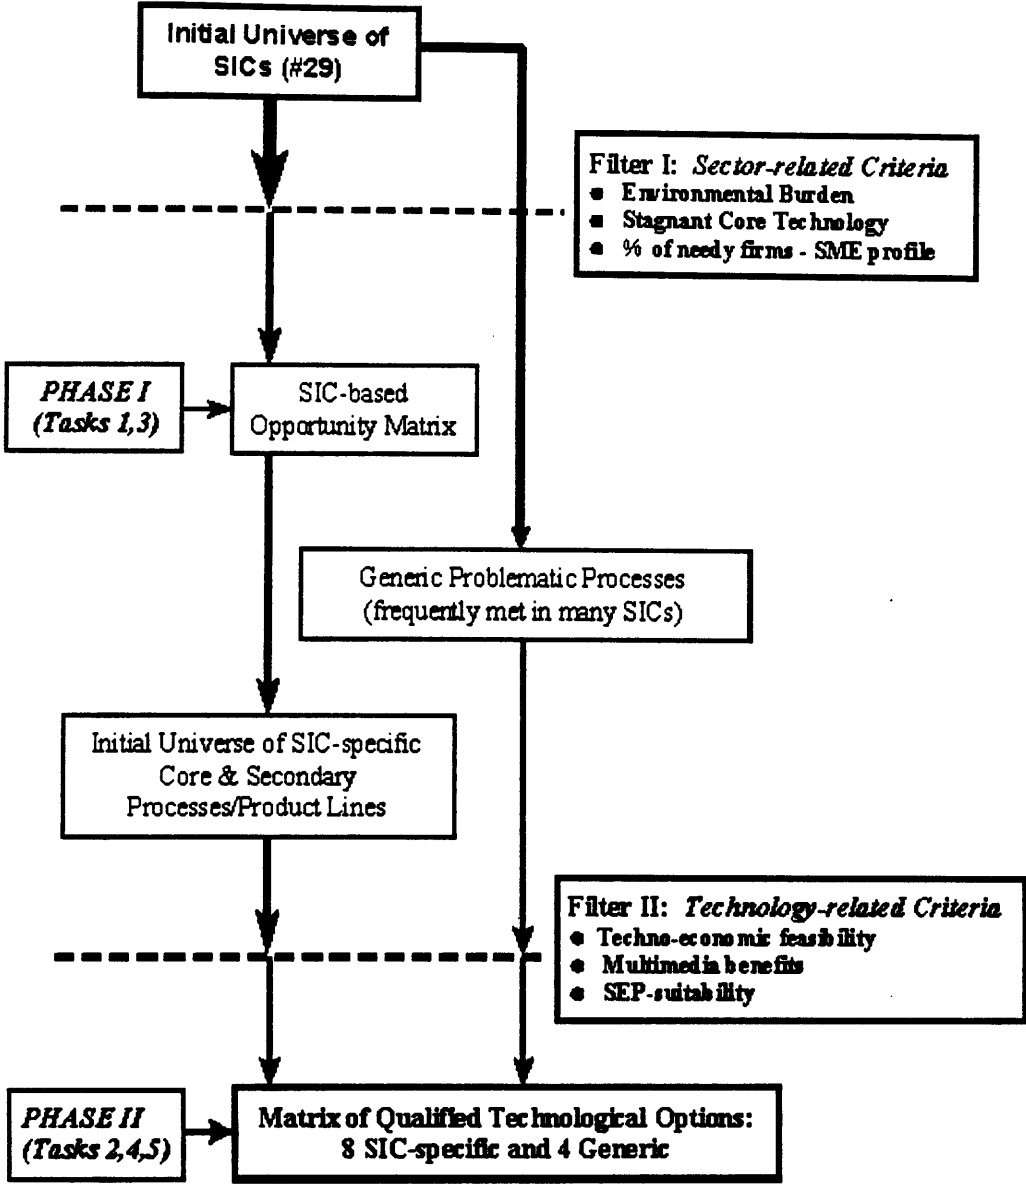 Initial Universe of
SICs (#29)
Filter I: Sector-related Criteria
● Environmental Burden
● Stagnant Core Technology
● % of needy firms - SME profile
PHASE I
(Tasks 1,3)
SIC-based
Opportunity Matrix
Generic Problematic Processes
(frequently met in many SICs)
Initial Universe of SIC-specific
Core & Secondary
Processes/Product Lines
Filter II: Technology-related Criteria
● Techno-economic feasibility
● Multimedia benefits
● SEP-suitability
PHASE II
(Tasks 2,4,5)
Matrix of Qualified Technological Options:
8 SIC-specific and 4 Generic